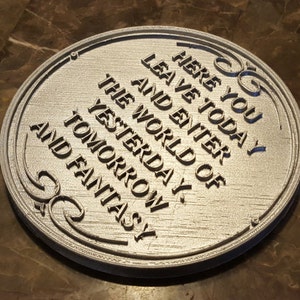 HERE YOU
LEAVE TODAY
AND ENTER
THE WORLD OF
YESTERDAY,
TOMORROW
AND FANTASY